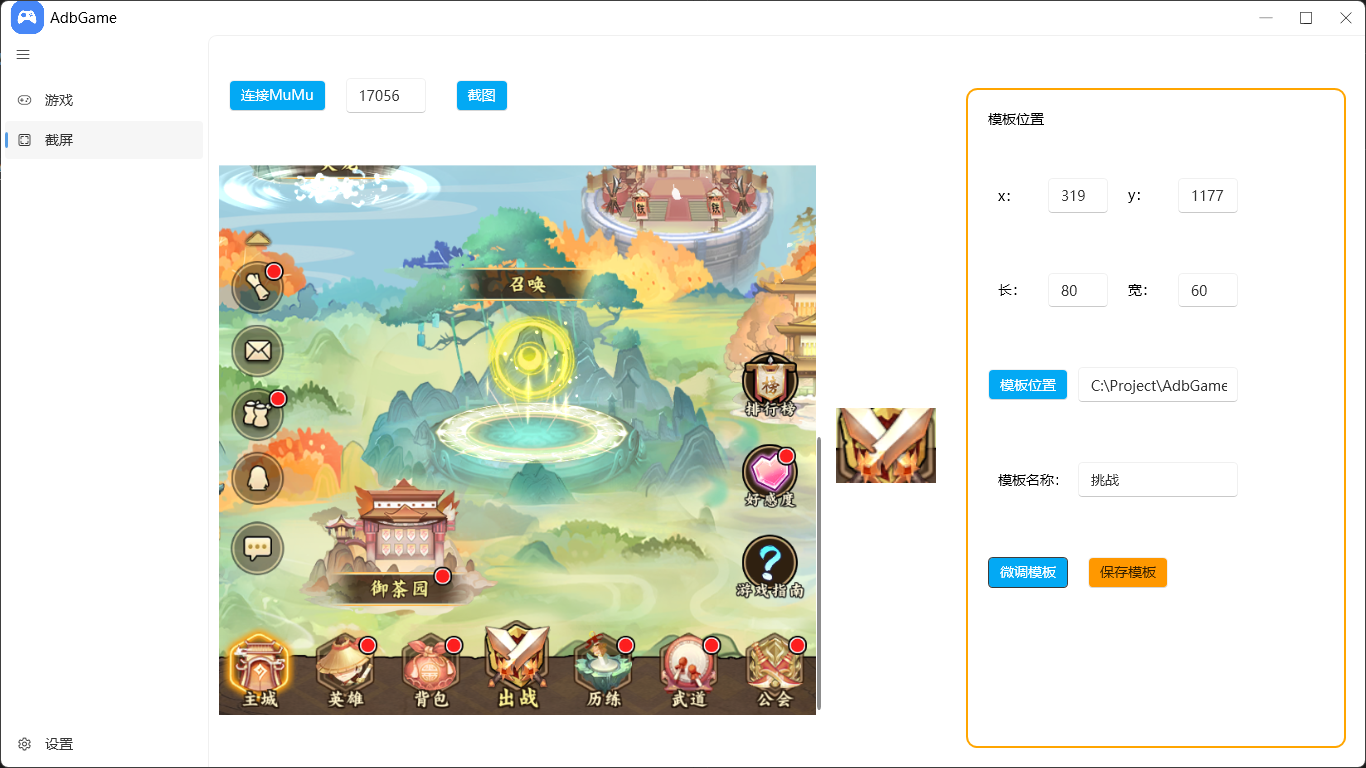 AdbGame
游戏
截屏
设置
连接MuMu
17056
截图
召唤
铁
铁
榜
排行榜
好感度
游戏指南
御茶园
主城
英雄
背包
出战
历练
武道
公会
模板位置
x:
319
y:
1177
长:
80
宽:
60
模板位置
C:\Project\AdbGame
模板名称:
挑战
微调模板
保存模板